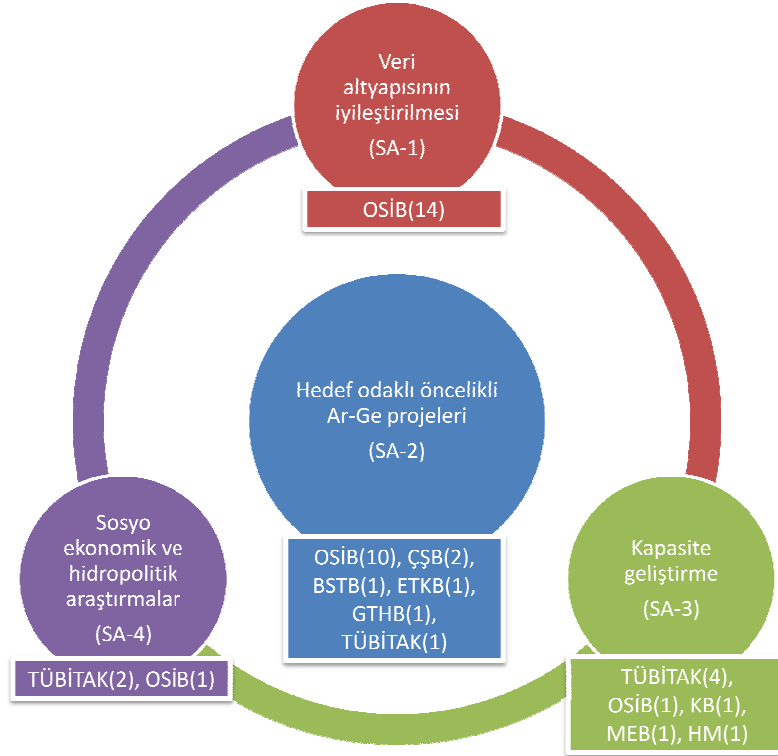 Veri
altyapısının
iyileştirilmesi
(SA-1)
OSİB(14)
Hedef odaklı öncelikli
Ar-Ge projeleri
(SA-2)
OSİB(10), ÇŞB(2),
BSTB(1), ETKB(1),
GTHB(1),
TÜBİTAK(1)
Sosyo
ekonomik ve
hidropolitik
araştırmalar
(SA-4)
TÜBİTAK(2), OSİB(1)
Kapasite
geliştirme
(SA-3)
TÜBİTAK(4),
OSİB(1), KB(1),
MEB(1), HM(1)